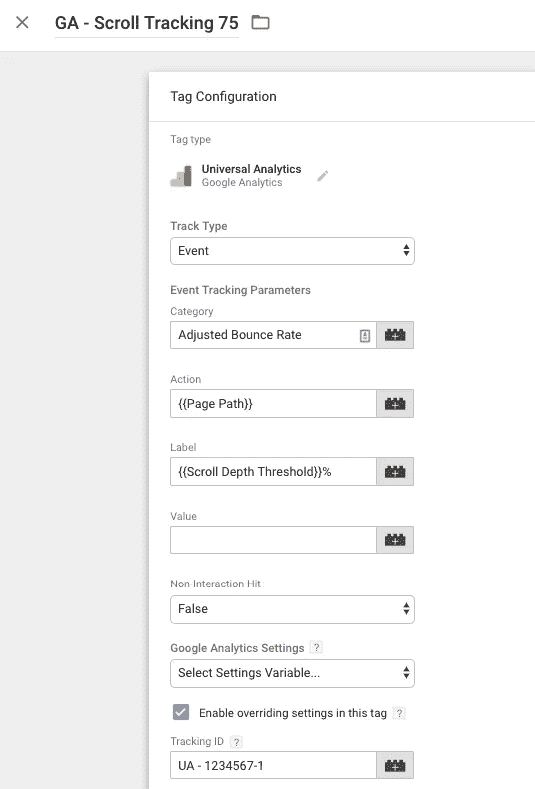 GA - Scroll Tracking 75
Tag Configuration
Tag type
Universal Analytics
Google Analytics
Track Type
Event
Event Tracking Parameters
Category
Adjusted Bounce Rate
Action
{{Page Path}}
Label
{{Scroll Depth Threshold}}%
Value
Non Interaction Hit
False
Google Analytics Settings ?
Select Settings Variable...
Enable overriding settings in this tag ?
Tracking ID ?
UA - 1234567-1